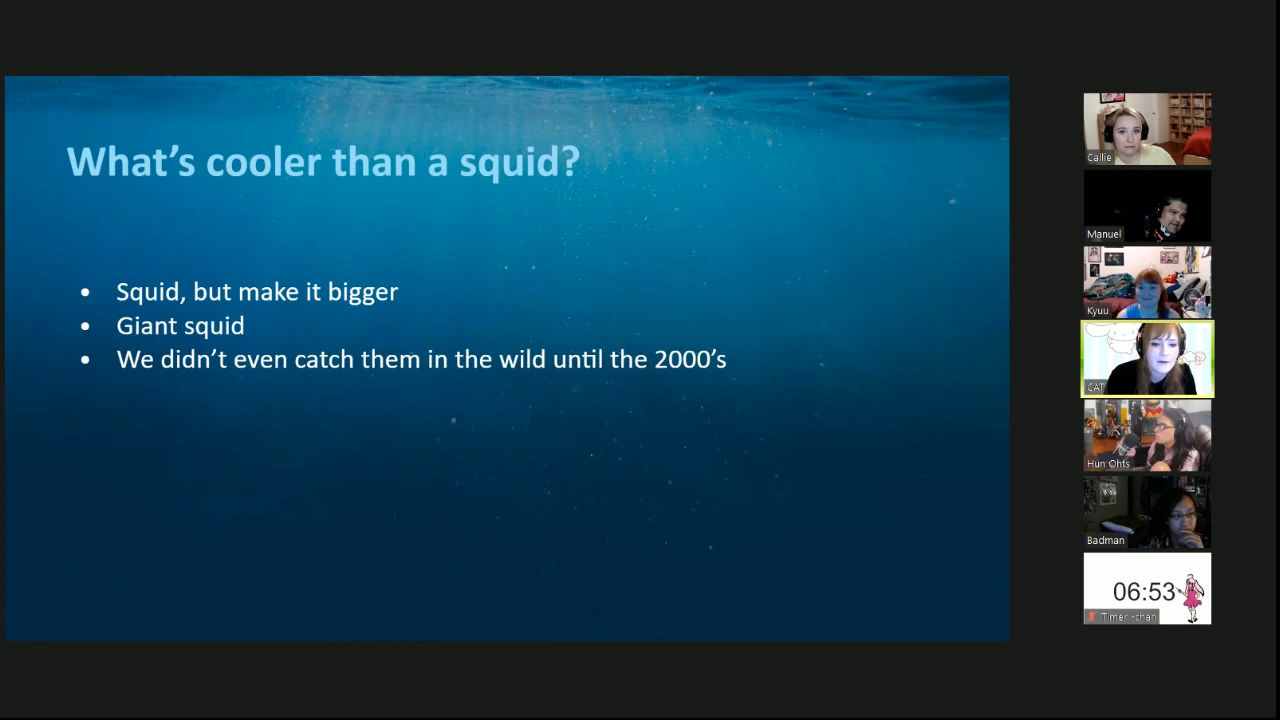 What's cooler than a squid?
• Squid, but make it bigger
• Giant squid
• We didn't even catch them in the wild until the 2000's
Callie
Manuel
Kyuu
CAT
Hun Ohts
Badman
06:53
Timer -chan